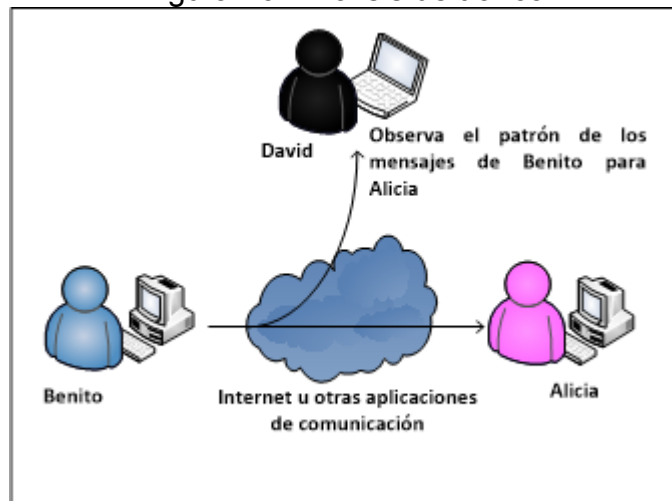 David
Observa el patrón de los
mensajes de Benito para
Alicia
Benito
Internet u otras aplicaciones
de comunicación
Alicia